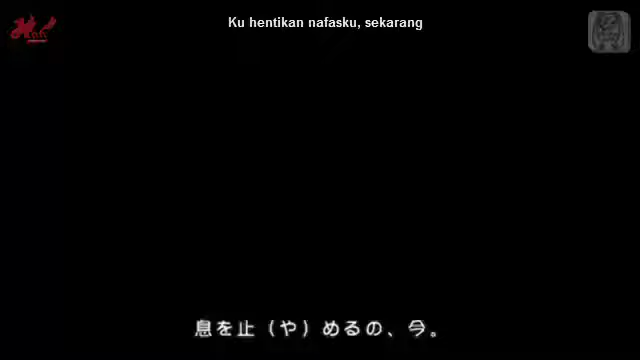 Ku hentikan nafasku, sekarang
息を止（や）めるの、今。